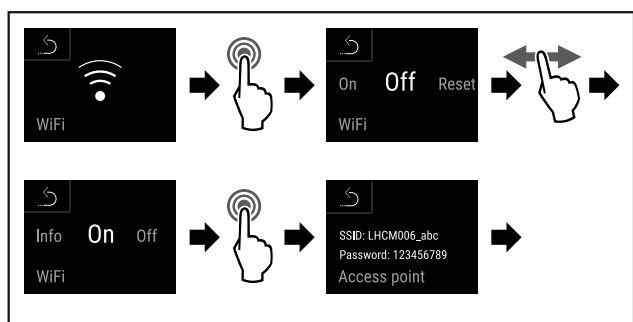 WiFi
On Off Reset
WiFi
Info On Off
WiFi
SSID: LHCM006_abc
Password: 123456789
Access point